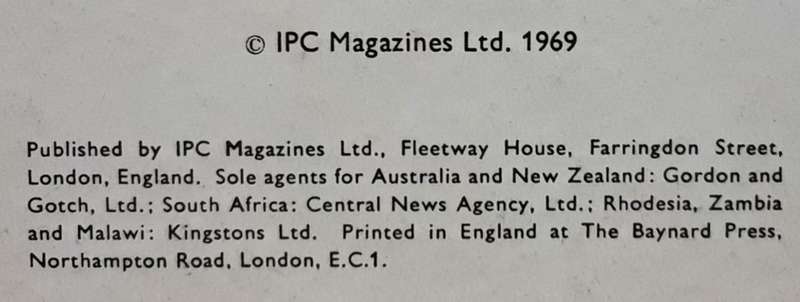 © IPC Magazines Ltd. 1969
Published by IPC Magazines Ltd., Fleetway House, Farringdon Street,
London, England. Sole agents for Australia and New Zealand: Gordon and
Gotch, Ltd.; South Africa: Central News Agency, Ltd.; Rhodesia, Zambia
and Malawi: Kingstons Ltd. Printed in England at The Baynard Press,
Northampton Road, London, E.C.1.